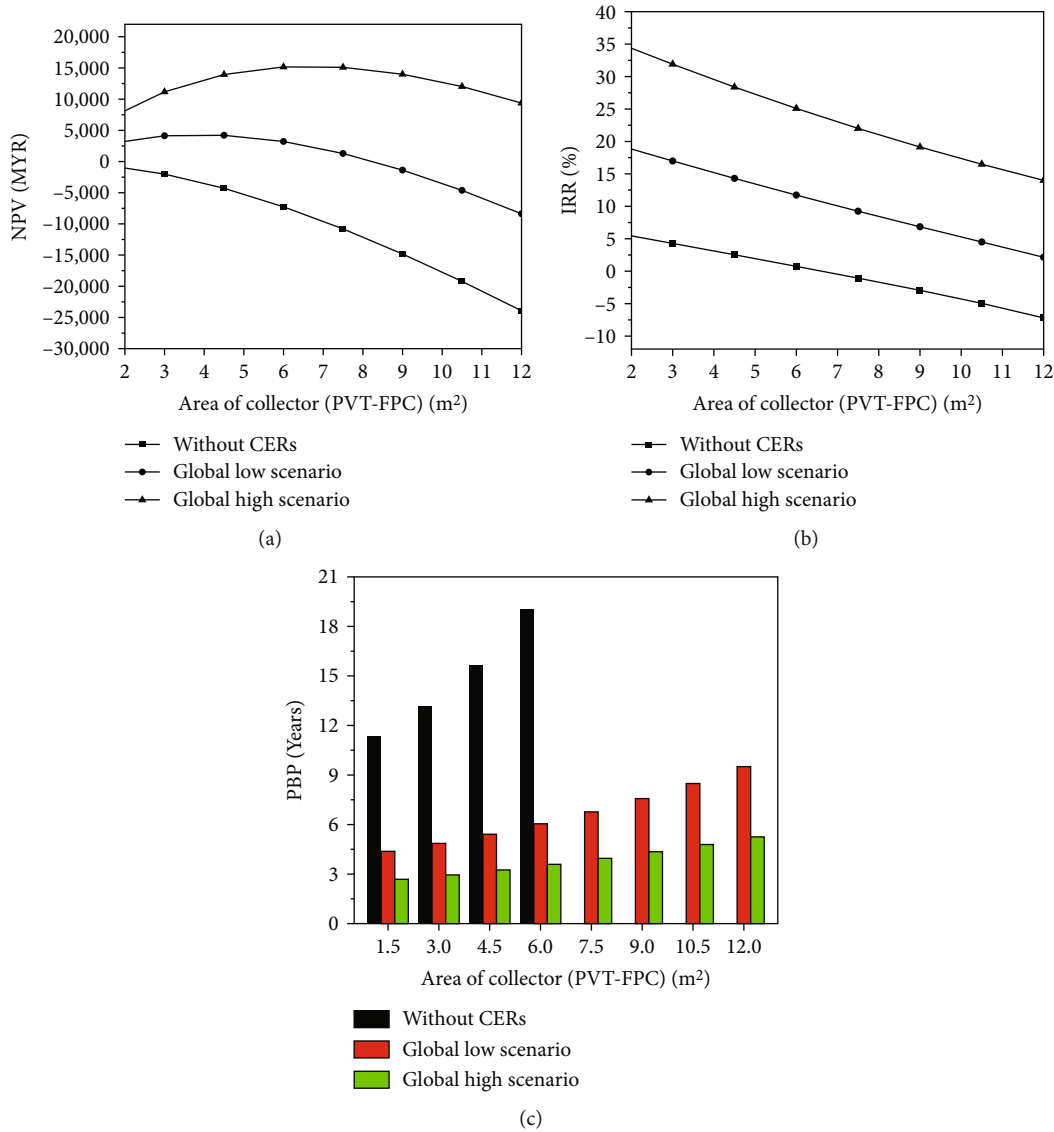 20,000
15,000
10,000
5,000
0
–5,000
–10,000
–15,000
–20,000
–25,000
–30,000
NPV (MYR)
2 3 4 5 6 7 8 9 10 11 12
Area of collector (PVT-FPC) (m²)
Without CERs
Global low scenario
Global high scenario
(a)
40
35
30
25
20
15
10
5
0
–5
–10
IRR (%)
2 3 4 5 6 7 8 9 10 11 12
Area of collector (PVT-FPC) (m²)
Without CERs
Global low scenario
Global high scenario
(b)
21
18
15
12
9
6
3
0
PBP (Years)
1.5 3.0 4.5 6.0 7.5 9.0 10.5 12.0
Area of collector (PVT-FPC) (m²)
Without CERs
Global low scenario
Global high scenario
(c)